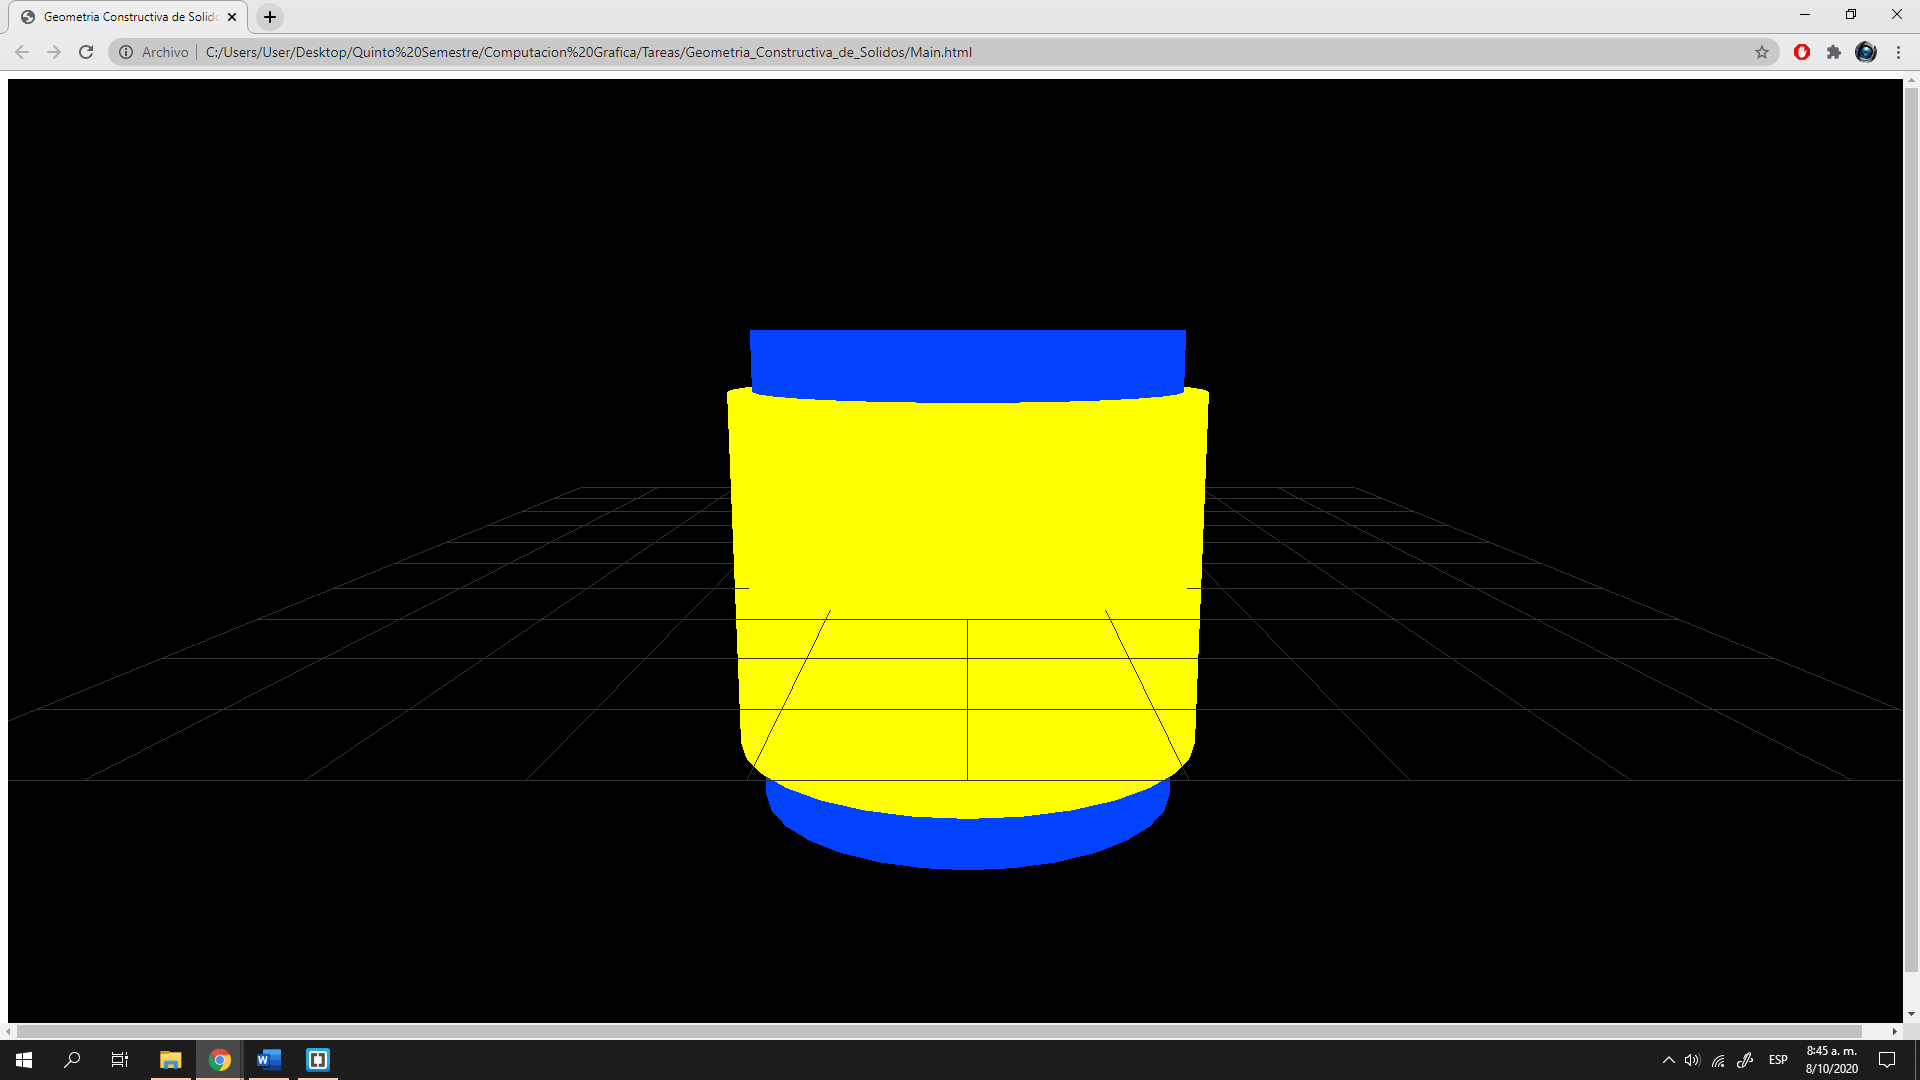 Geometria Constructiva de Solid
Archivo
C:/Users/User/Desktop/Quinto%20Semestre/Computacion%20Grafica/Tareas/Geometria_Constructiva_de_Solidos/Main.html
W
ESP
8:45 a. m.
8/10/2020